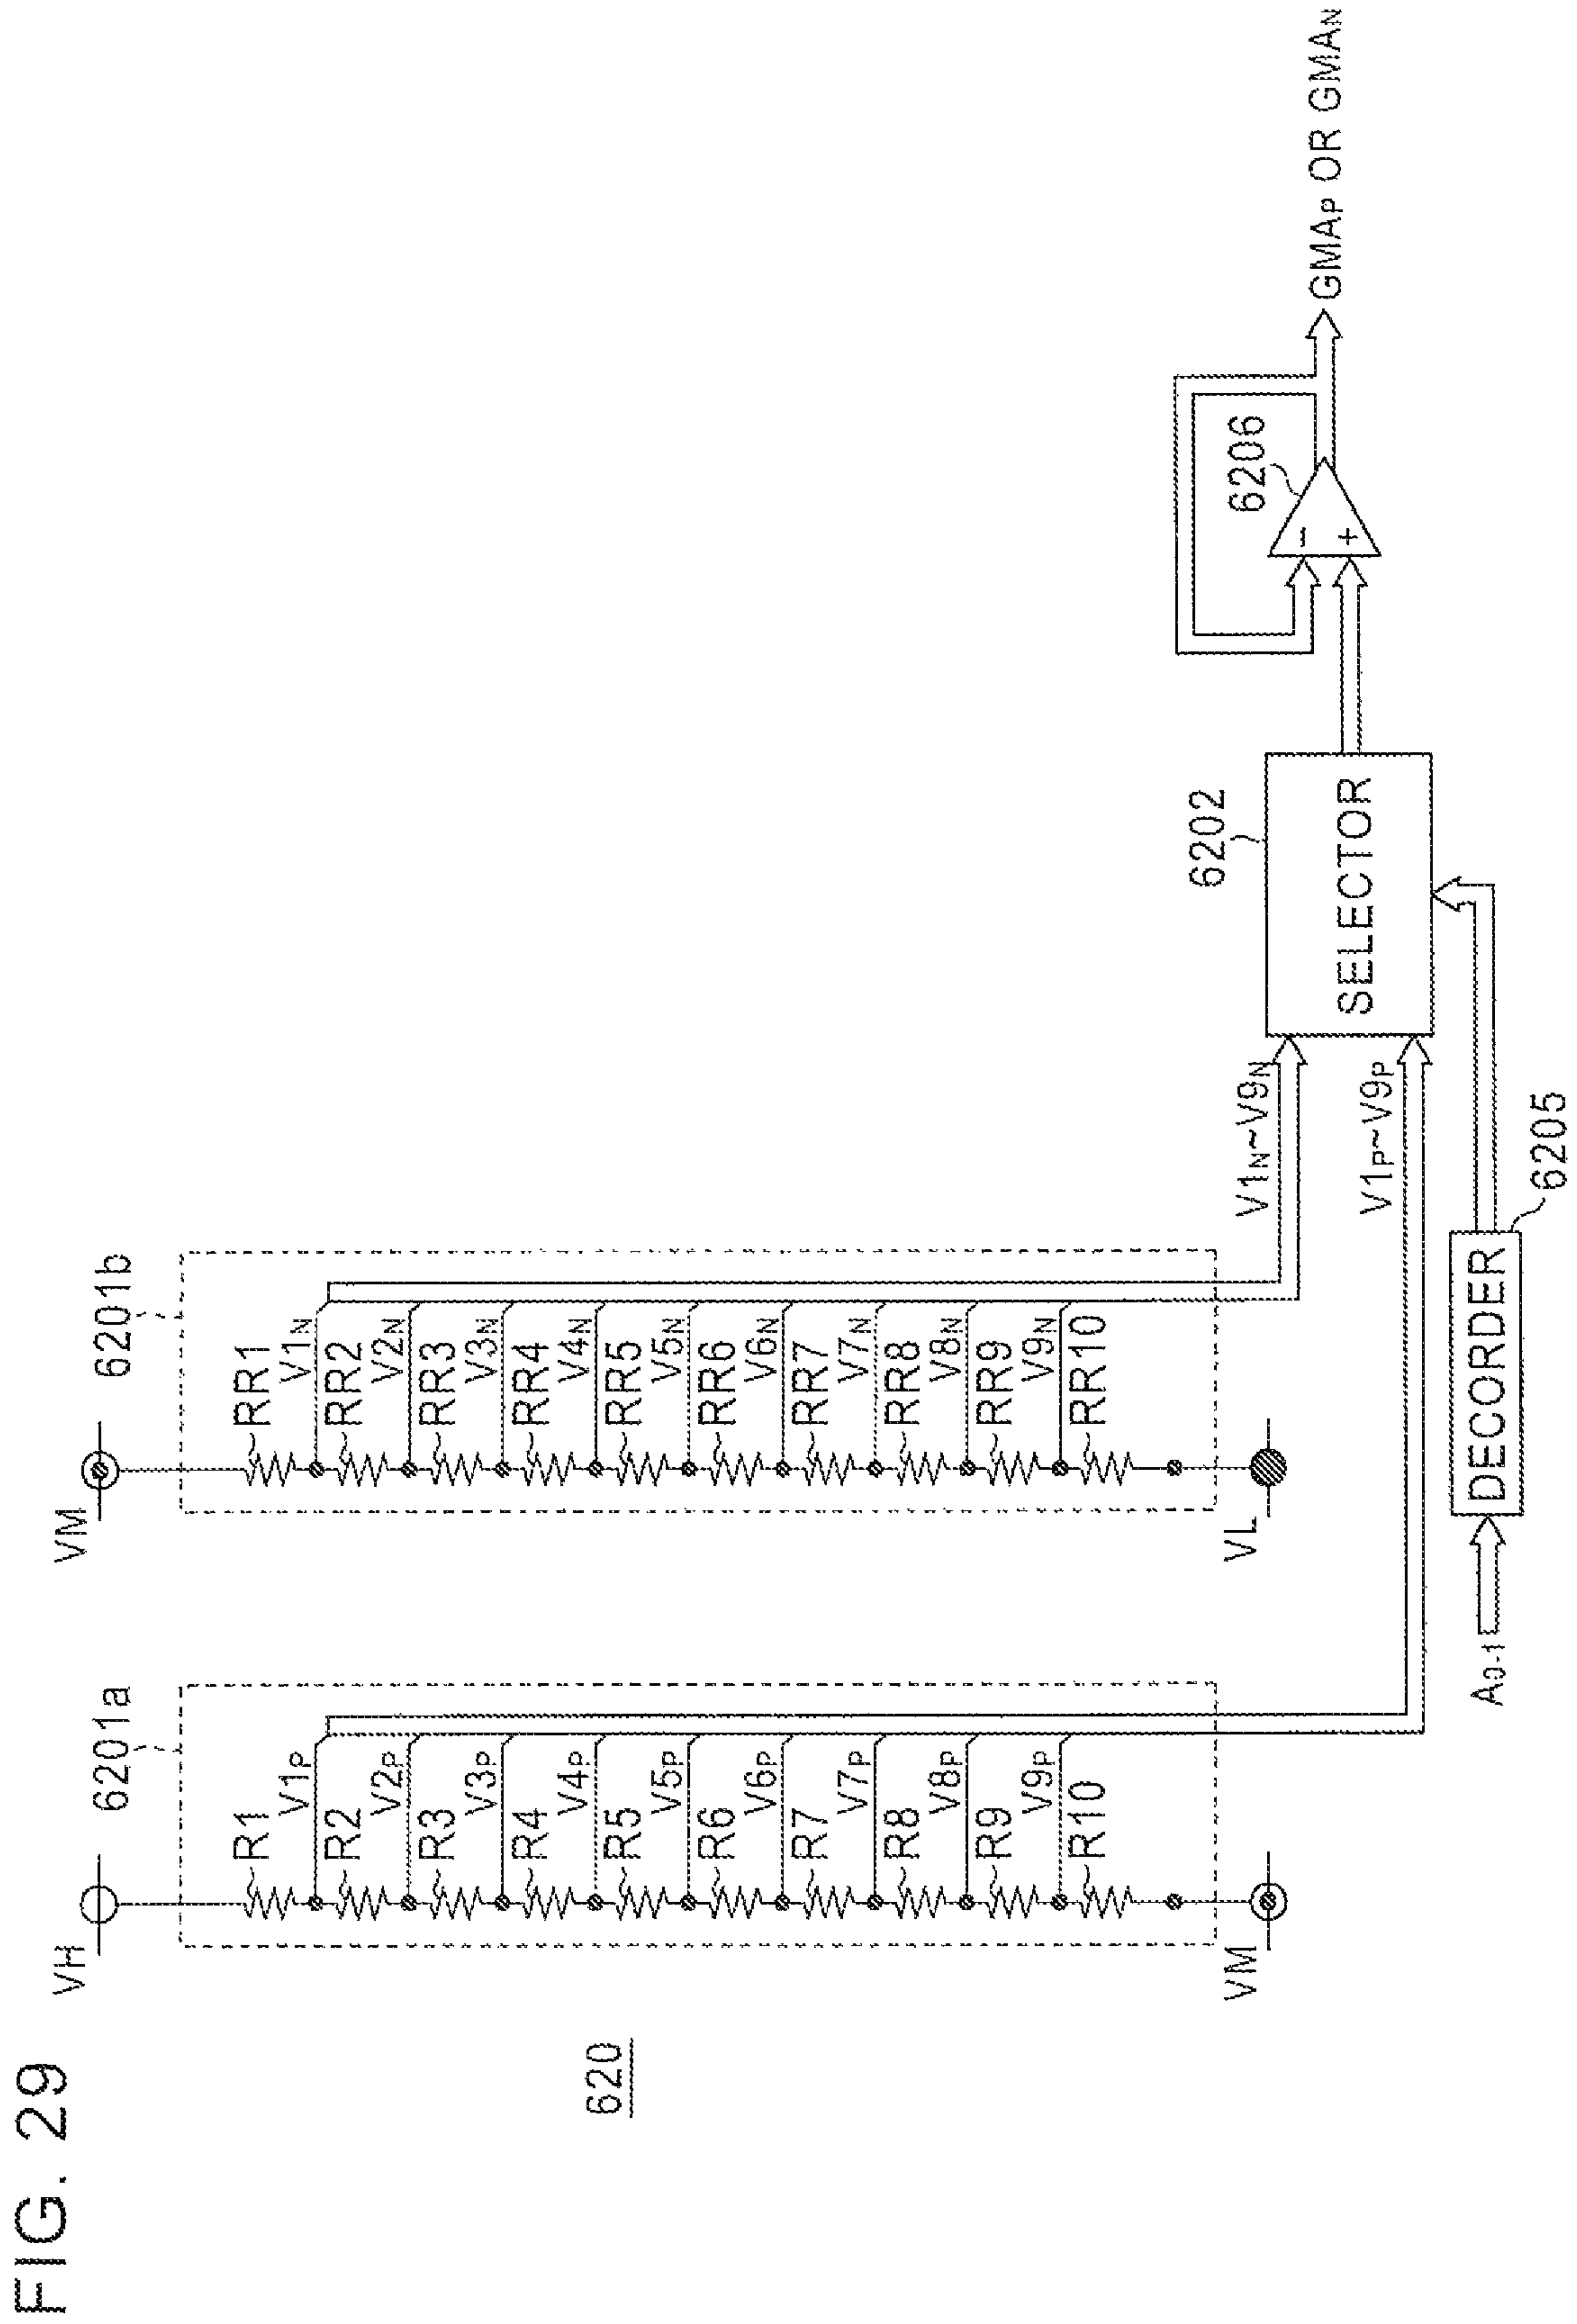 FIG. 29
620
VH
6201a
R1
V1P
R2
V2P
R3
V3P
R4
V4P
R5
V5P
R6
V6P
R7
V7P
R8
V8P
R9
V9P
R10
VM
VM
6201b
RR1
V1N
RR2
V2N
RR3
V3N
RR4
V4N
RR5
V5N
RR6
V6N
RR7
V7N
RR8
V8N
RR9
V9N
RR10
VL
V1N~V9N
V1P~V9P
A0-1
DECORDER
6205
6202
SELECTOR
6206
−
+
GMAP OR GMAN